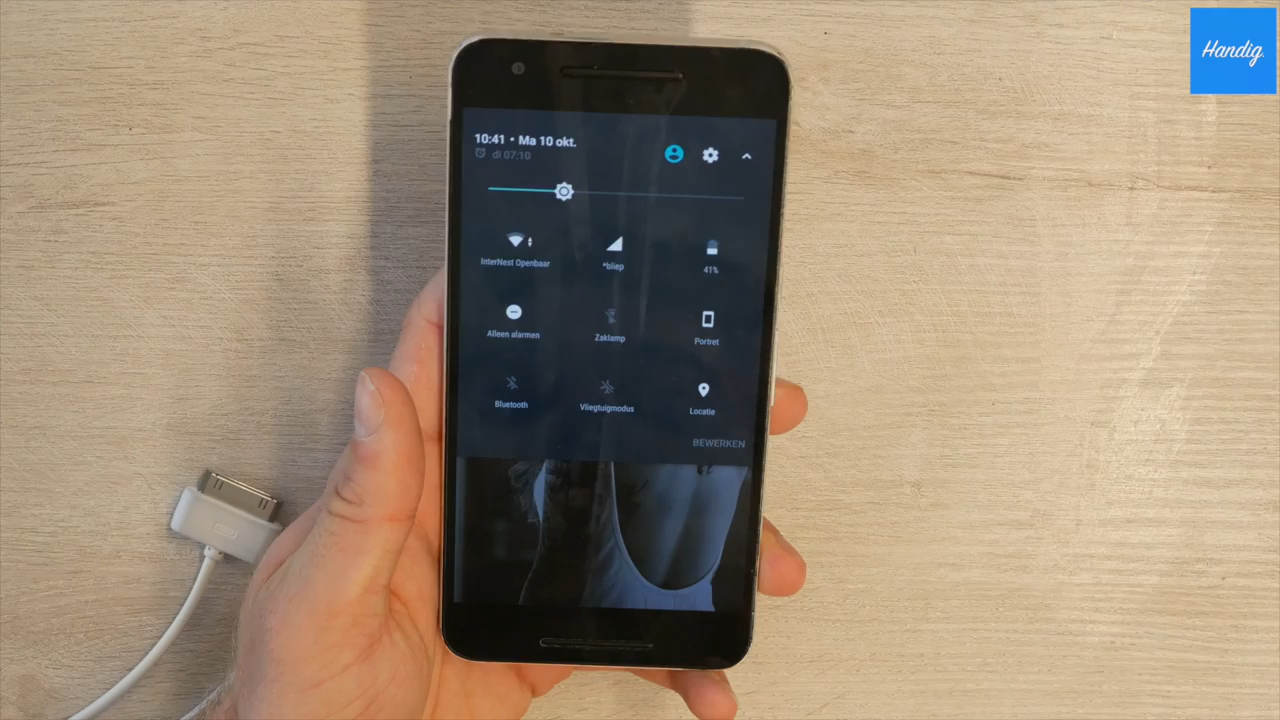 Handig.
10:41 • Ma 10 okt.
di 07:10
InterNest Openbaar
*bliep
41%
Alleen alarmen
Zaklamp
Portret
Bluetooth
Vliegtuigmodus
Locatie
BEWERKEN